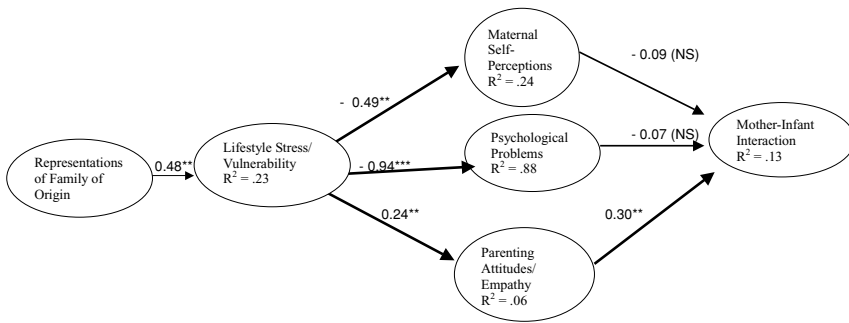 Maternal
Self-
Perceptions
R² = .24
- 0.09 (NS)
- 0.49**
Lifestyle Stress/
Vulnerability
R² = .23
Psychological
Problems
R² = .88
- 0.07 (NS)
Mother-Infant
Interaction
R² = .13
Representations
of Family of
Origin
0.48**
- 0.94***
0.24**
0.30**
Parenting
Attitudes/
Empathy
R² = .06